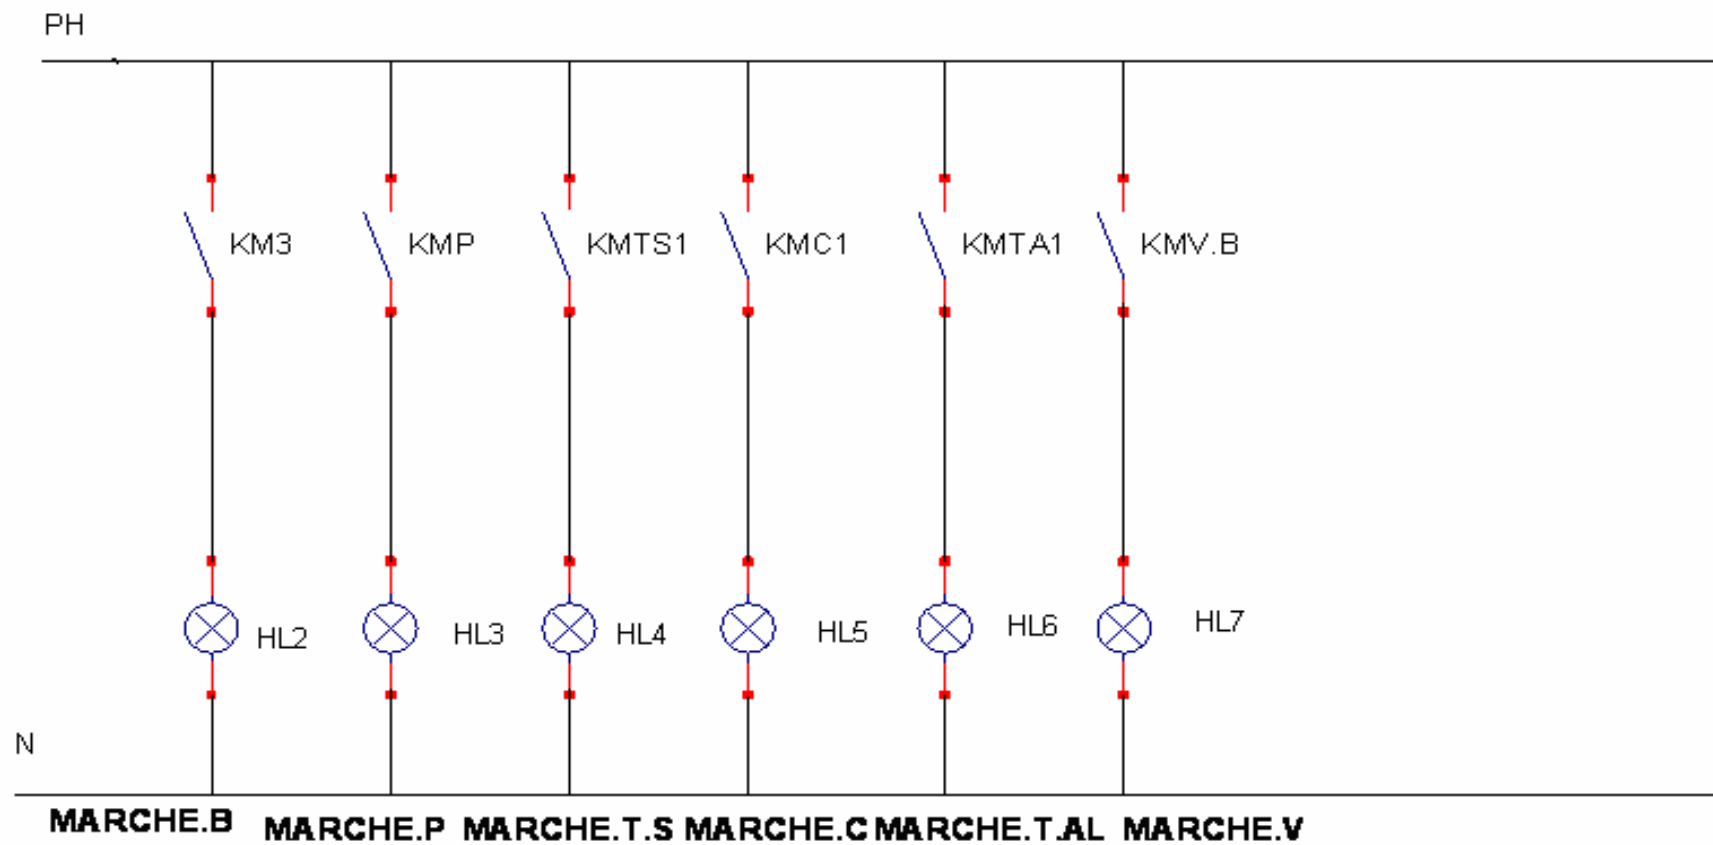 PH
KM3 KMP KMTS1 KMC1 KMTA1 KMV.B
HL2 HL3 HL4 HL5 HL6 HL7
N
MARCHE.B MARCHE.P MARCHE.T.S MARCHE.C MARCHE.T.AL MARCHE.V